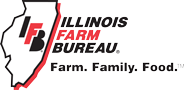 IFB
ILLINOIS
FARM
BUREAU®
Farm. Family. Food.™